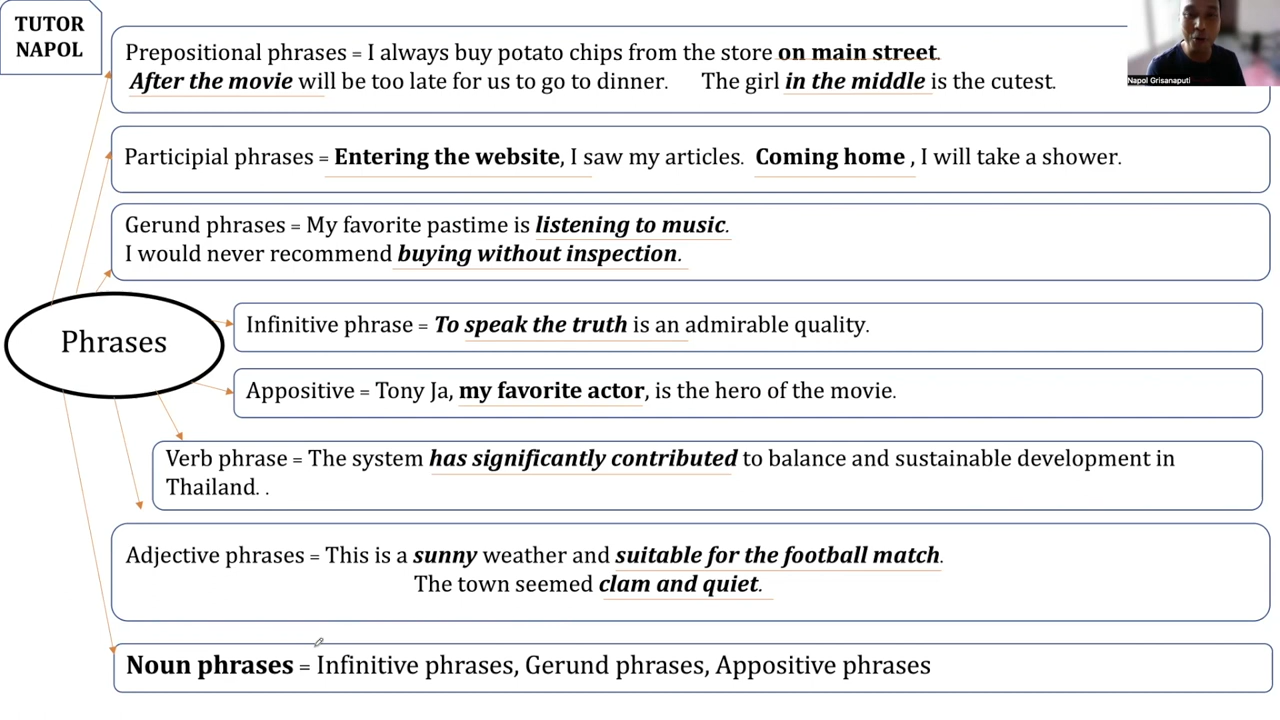 TUTOR
NAPOL
Prepositional phrases = I always buy potato chips from the store on main street.
After the movie will be too late for us to go to dinner. The girl in the middle is the cutest.
Napol Grisanaputi
Participial phrases = Entering the website, I saw my articles. Coming home , I will take a shower.
Gerund phrases = My favorite pastime is listening to music.
I would never recommend buying without inspection.
Phrases
Infinitive phrase = To speak the truth is an admirable quality.
Appositive = Tony Ja, my favorite actor, is the hero of the movie.
Verb phrase = The system has significantly contributed to balance and sustainable development in
Thailand. .
Adjective phrases = This is a sunny weather and suitable for the football match.
The town seemed clam and quiet.
Noun phrases = Infinitive phrases, Gerund phrases, Appositive phrases